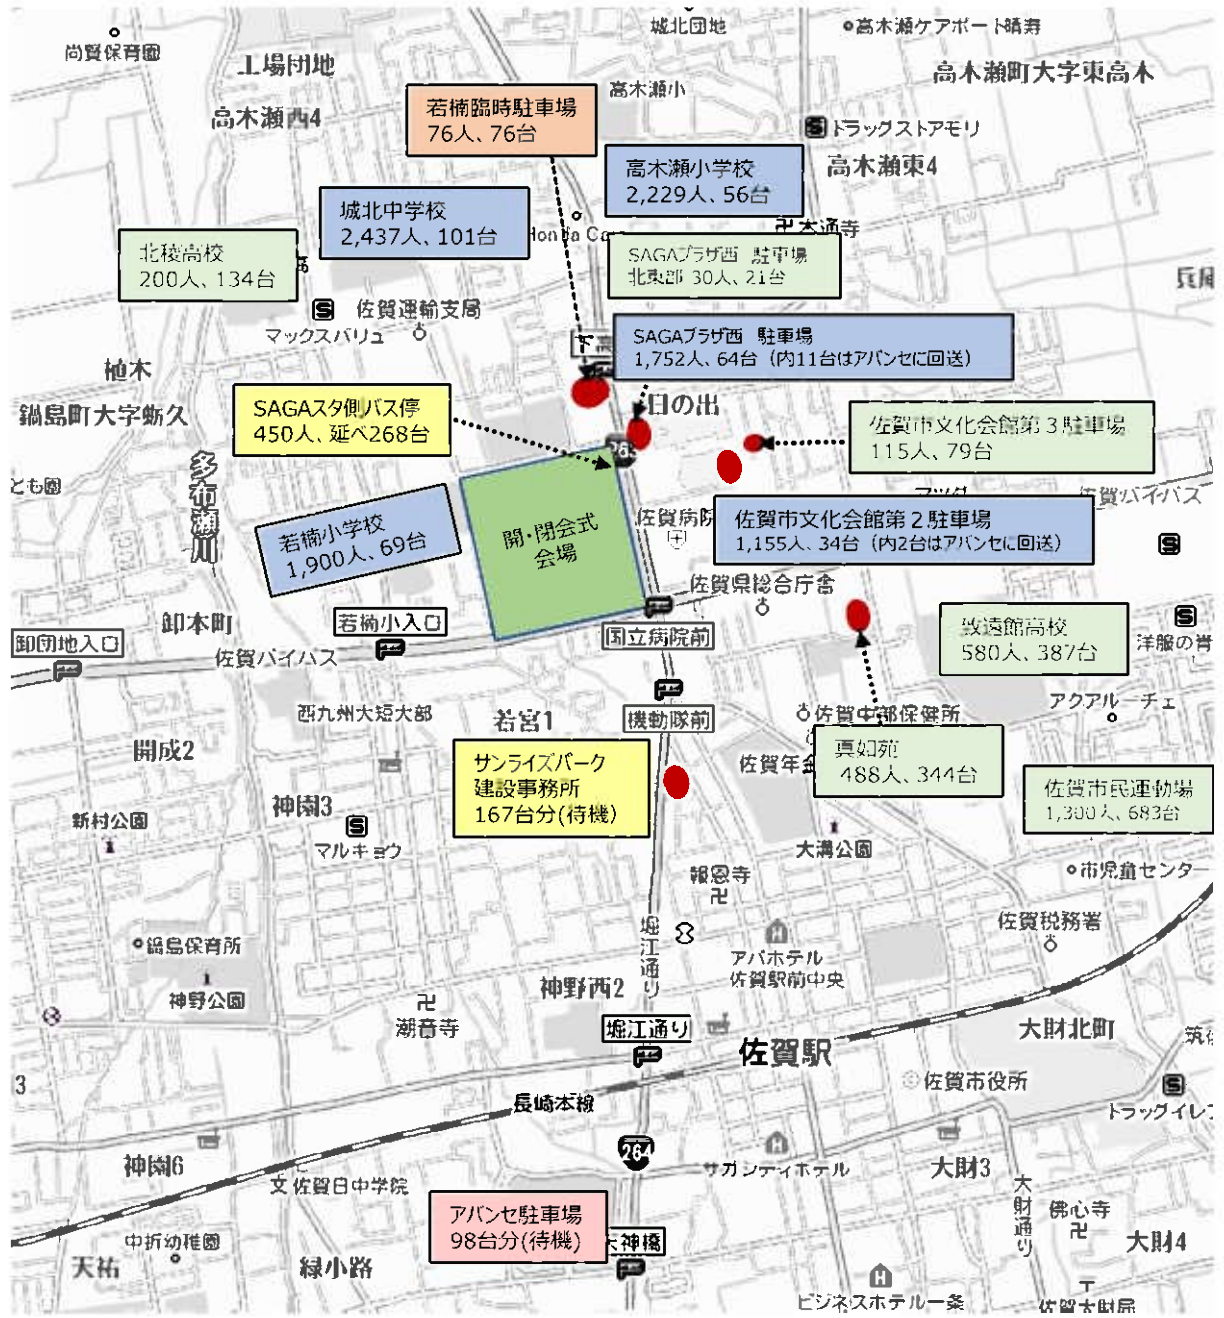 城北団地
高木瀬ケアポート晴寿
尚賢保育園
工場団地
高木瀬町大字東高木
高木瀬小
若楠臨時駐車場
76人、76台
高木瀬西4
ドラックストアモリ
高木瀬東4
高木瀬小学校
2,229人、56台
城北中学校
2,437人、101台
本通寺
北稜高校
200人、134台
SAGAプラザ西 駐車場
北東部 30人、21台
佐賀運輸支局
マックスバリュ
SAGAプラザ西 駐車場
1,752人、64台（内11台はアバンセに回送）
植木
鍋島町大字蛎久
SAGAスタ側バス停
450人、延べ268台
日の出
佐賀市文化会館第３駐車場
115人、79台
とも園
多布施川
佐賀バイパス
佐賀病院
佐賀市文化会館第２駐車場
1,155人、34台（内2台はアバンセに回送）
若楠小学校
1,900人、69台
開・閉会式
会場
佐賀県総合庁舎
卸本町
若楠小入口
国立病院前
致遠館高校
580人、387台
洋服の青
卸団地入口
佐賀バイパス
西九州大短大部
若宮1
機動隊前
アクアルーチェ
佐賀中部保健所
開成2
サンライズパーク
建設事務所
167台分(待機)
佐賀年金
真如苑
488人、344台
佐賀市民運動場
1,300人、683台
新村公園
神園3
マルキョウ
大溝公園
報恩寺
市児童センター
堀江通り
佐賀税務署
鍋島保育所
アパホテル
佐賀駅前中央
神野公園
神野西2
潮音寺
堀江通り
佐賀駅
大財北町
3
佐賀市役所
長崎本線
264
神園6
サガシティホテル
大財3
佐賀日中学院
大財通り
佛心寺
アバンセ駐車場
98台分(待機)
天神橋
中折幼稚園
大財4
天祐
緑小路
ビジネスホテル一条
佐賀大財局